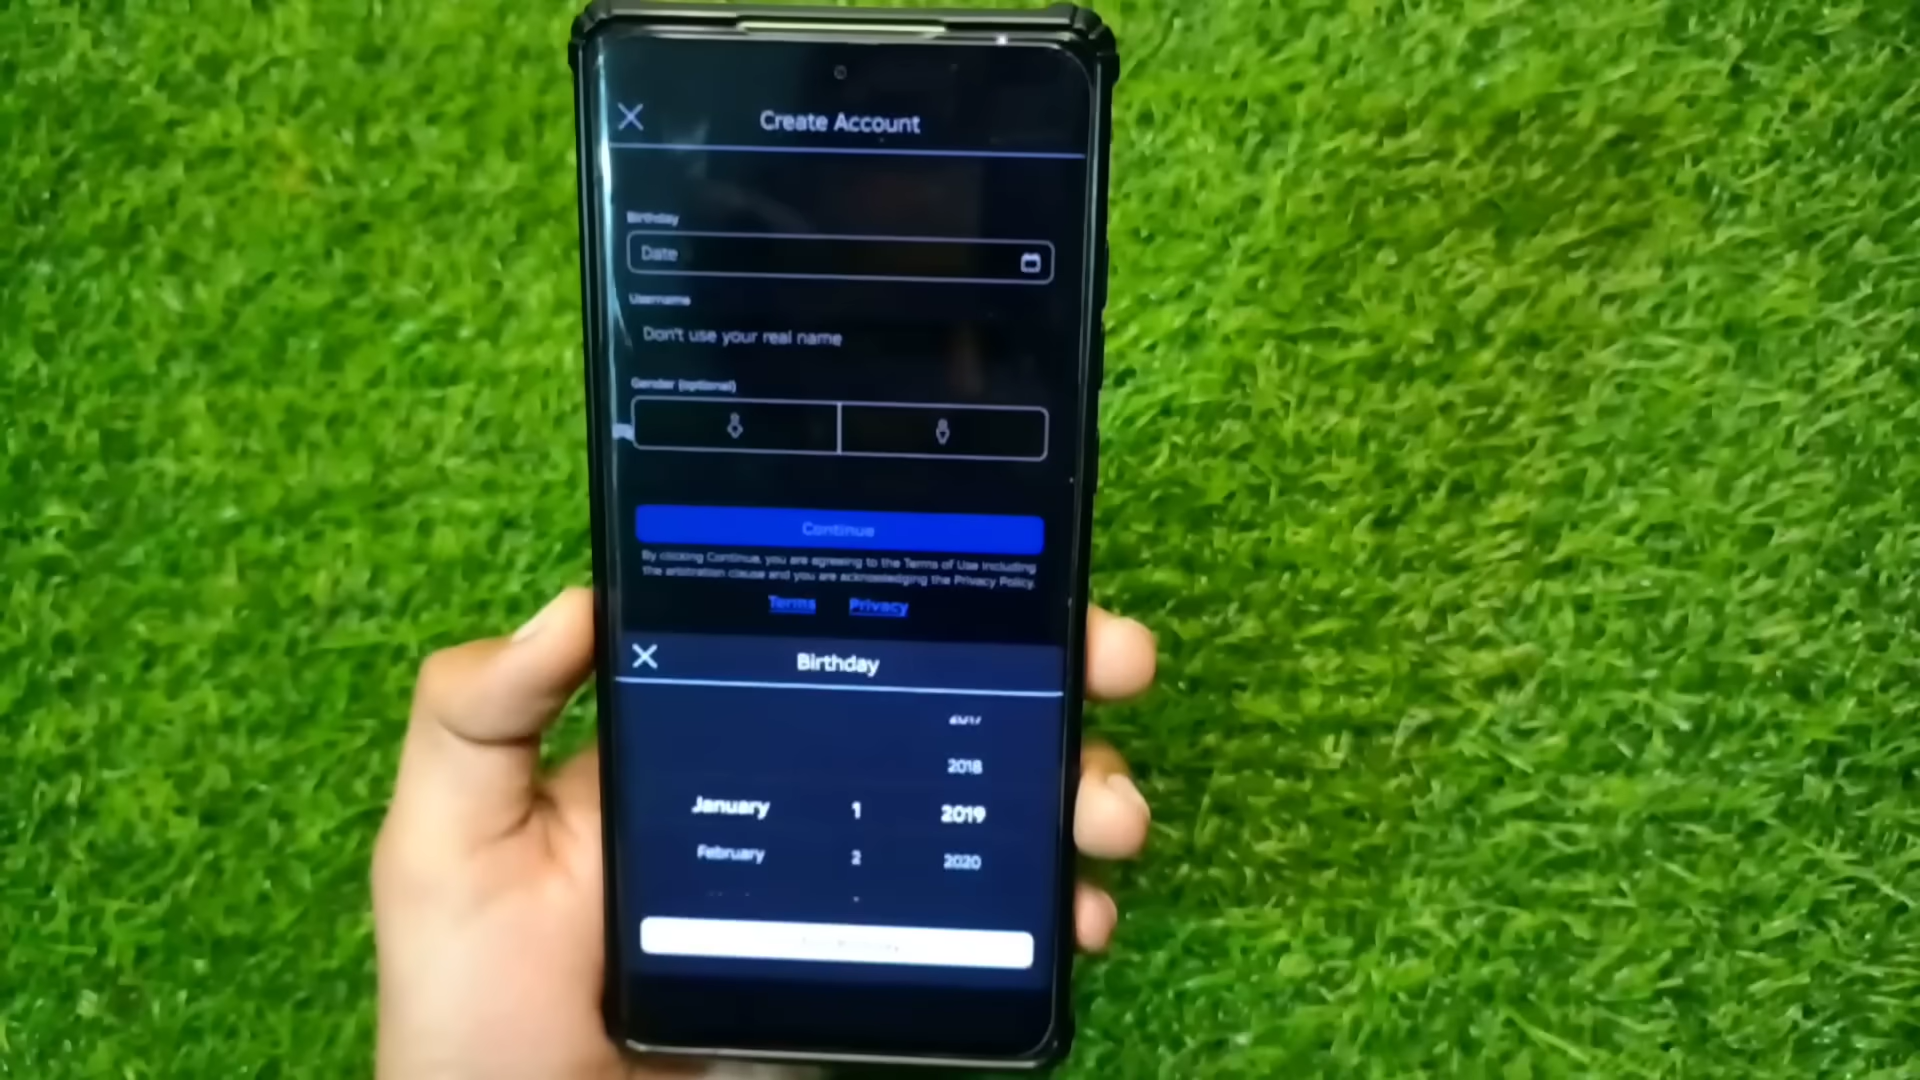 Create Account
Birthday
Date
Username
Don't use your real name
Gender (optional)
Continue
By clicking Continue, you are agreeing to the Terms of Use including
the arbitration clause and you are acknowledging the Privacy Policy.
Terms Privacy
Birthday
2017
2018
January 1 2019
February 2 2020